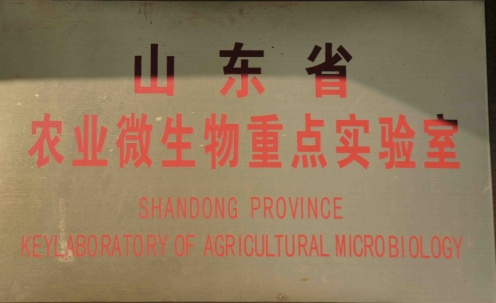 山东省
农业微生物重点实验室
SHANDONG PROVINCE
KEYLABORATORY OF AGRICULTURAL MICROBIOLOGY